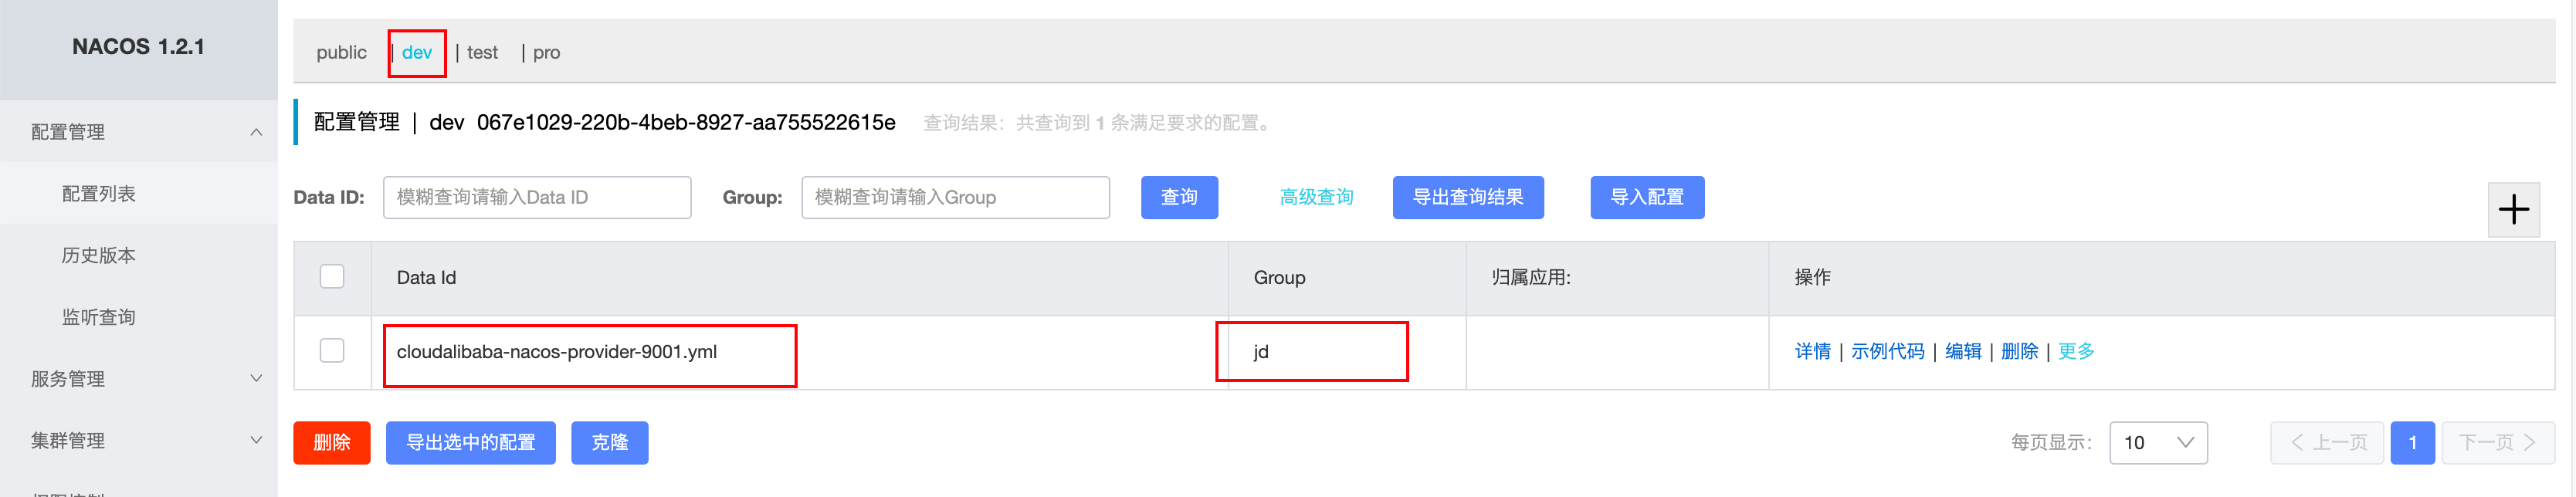 NACOS 1.2.1
public | dev | test | pro
配置管理
配置列表
历史版本
监听查询
服务管理
集群管理
配置管理 | dev 067e1029-220b-4beb-8927-aa755522615e 查询结果：共查询到 1 条满足要求的配置。
Data ID: 模糊查询请输入Data ID Group: 模糊查询请输入Group 查询 高级查询 导出查询结果 导入配置
Data Id Group 归属应用: 操作
cloudalibaba-nacos-provider-9001.yml jd 详情 | 示例代码 | 编辑 | 删除 | 更多
删除 导出选中的配置 克隆 每页显示: 10 上一页 1 下一页